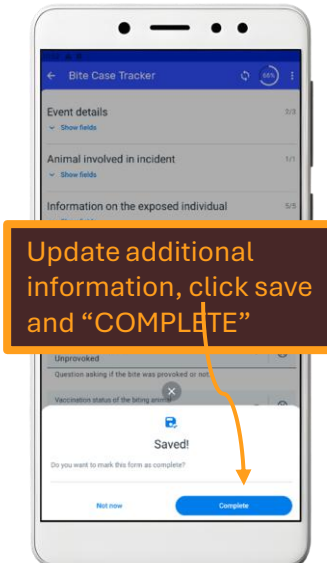 Bite Case Tracker
66%
Event details
2/3
Show fields
Animal involved in incident
1/1
Show fields
Information on the exposed individual
5/5
Update additional
information, click save
and “COMPLETE”
Unprovoked
Question asking if the bite was provoked or not.
Vaccination status of the biting animal
Saved!
Do you want to mark this form as complete?
Not now
Complete